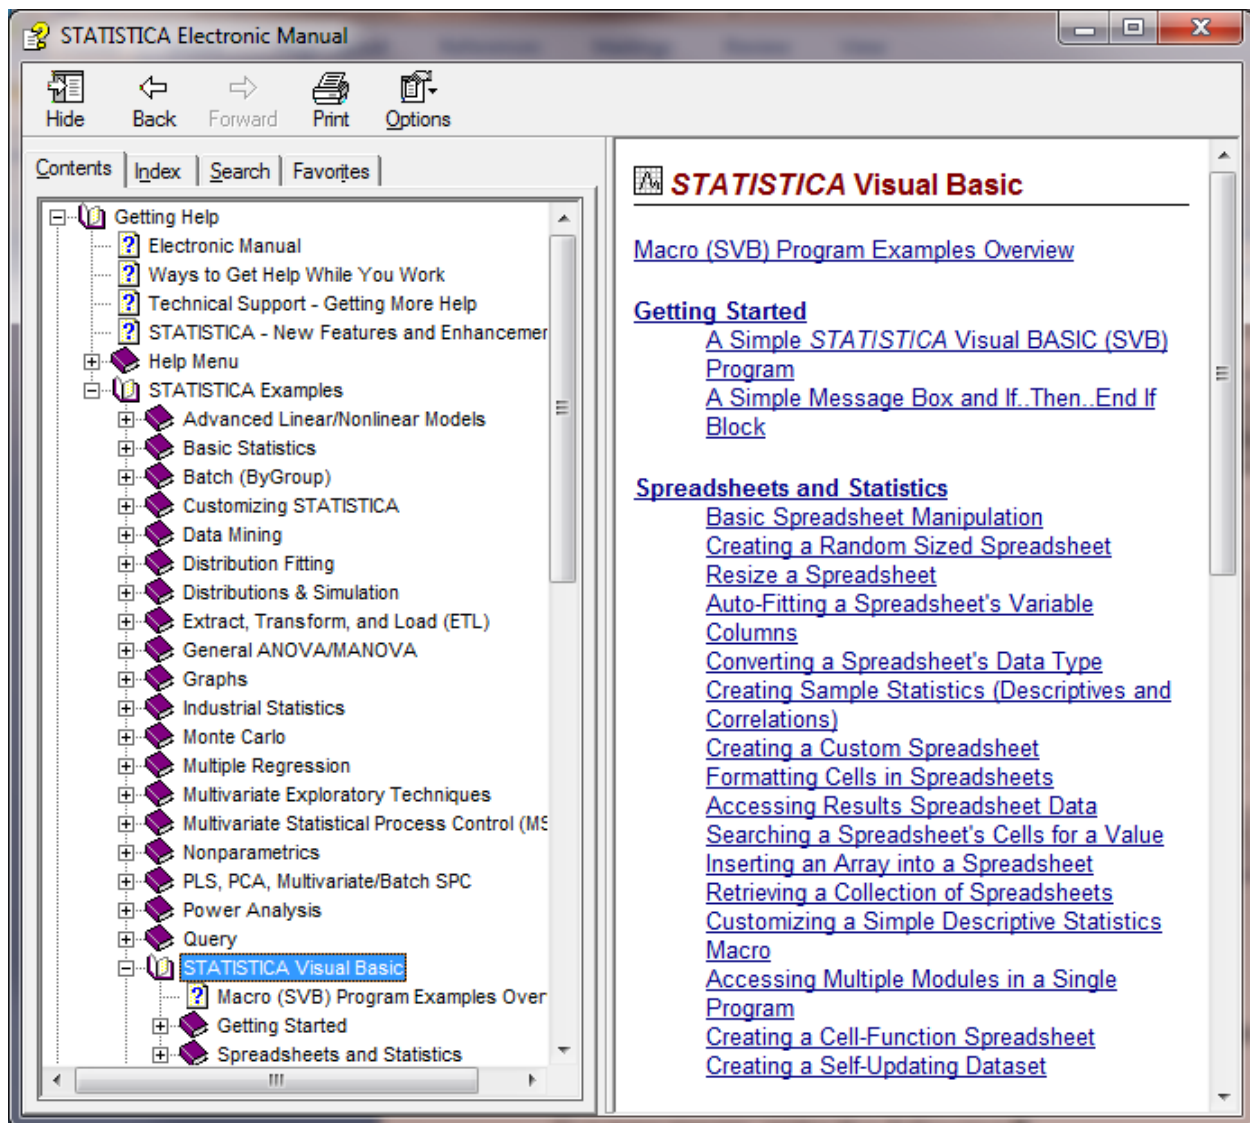 STATISTICA Electronic Manual
Hide Back Forward Print Options
Contents Index Search Favorites
Getting Help
Electronic Manual
Ways to Get Help While You Work
Technical Support - Getting More Help
STATISTICA - New Features and Enhancemer
Help Menu
STATISTICA Examples
Advanced Linear/Nonlinear Models
Basic Statistics
Batch (ByGroup)
Customizing STATISTICA
Data Mining
Distribution Fitting
Distributions & Simulation
Extract, Transform, and Load (ETL)
General ANOVA/MANOVA
Graphs
Industrial Statistics
Monte Carlo
Multiple Regression
Multivariate Exploratory Techniques
Multivariate Statistical Process Control (MS
Nonparametrics
PLS, PCA, Multivariate/Batch SPC
Power Analysis
Query
STATISTICA Visual Basic
Macro (SVB) Program Examples Over
Getting Started
Spreadsheets and Statistics
STATISTICA Visual Basic
Macro (SVB) Program Examples Overview
Getting Started
A Simple STATISTICA Visual BASIC (SVB)
Program
A Simple Message Box and If..Then..End If
Block
Spreadsheets and Statistics
Basic Spreadsheet Manipulation
Creating a Random Sized Spreadsheet
Resize a Spreadsheet
Auto-Fitting a Spreadsheet's Variable
Columns
Converting a Spreadsheet's Data Type
Creating Sample Statistics (Descriptives and
Correlations)
Creating a Custom Spreadsheet
Formatting Cells in Spreadsheets
Accessing Results Spreadsheet Data
Searching a Spreadsheet's Cells for a Value
Inserting an Array into a Spreadsheet
Retrieving a Collection of Spreadsheets
Customizing a Simple Descriptive Statistics
Macro
Accessing Multiple Modules in a Single
Program
Creating a Cell-Function Spreadsheet
Creating a Self-Updating Dataset